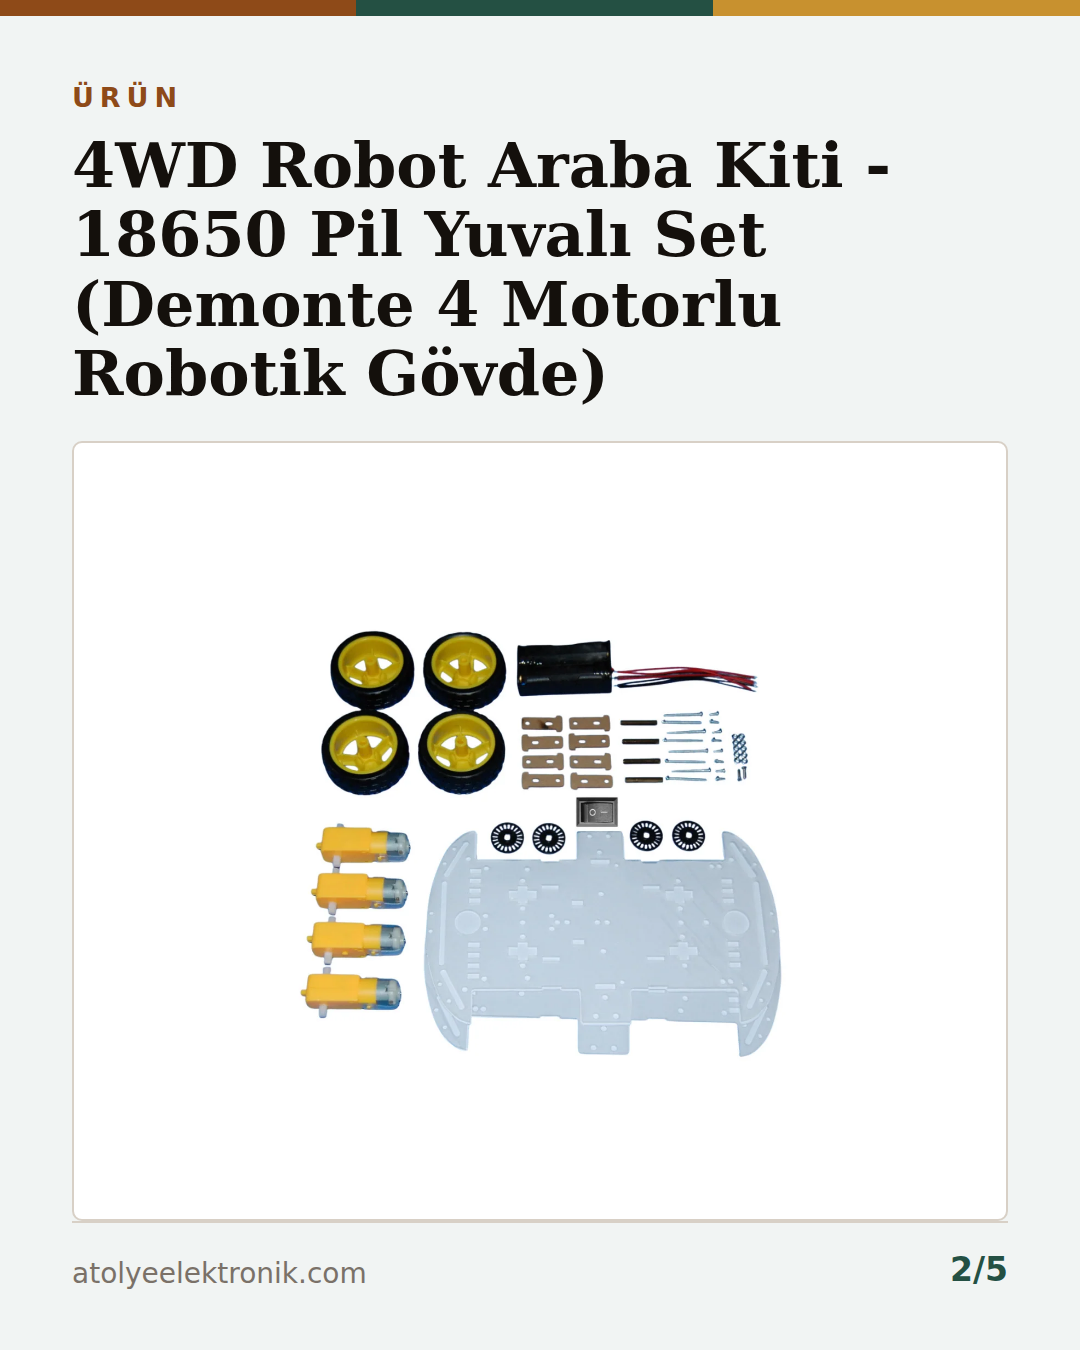 ÜRÜN
4WD Robot Araba Kiti -
18650 Pil Yuvalı Set
(Demonte 4 Motorlu
Robotik Gövde)
atolyeelektronik.com
2/5